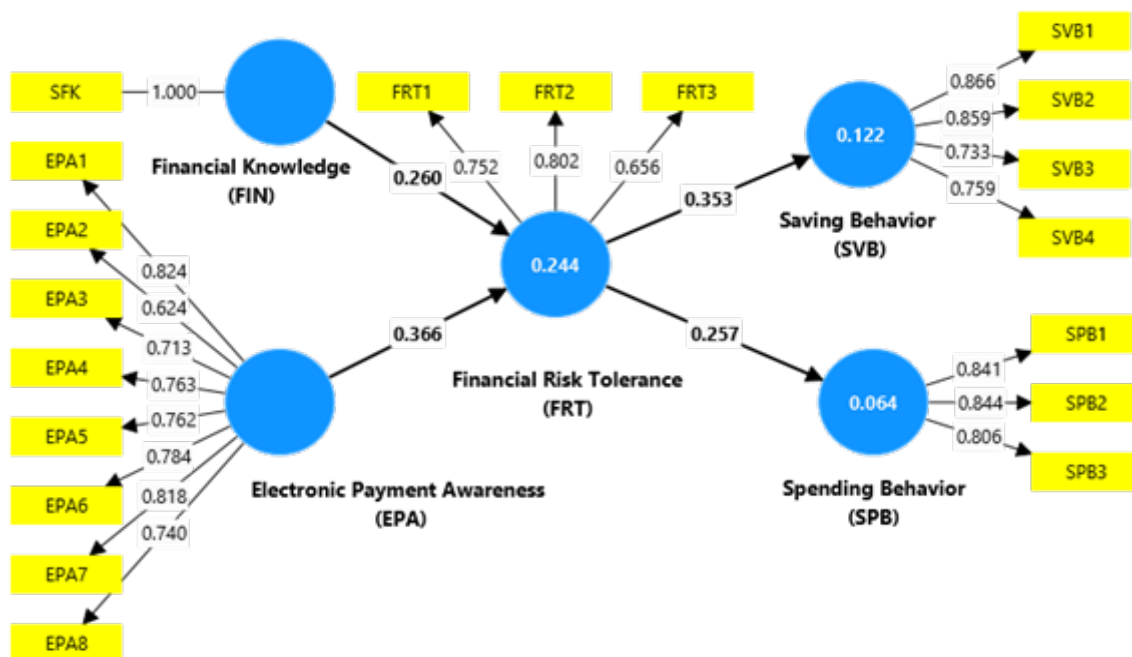 SFK
1.000
EPA1
EPA2
EPA3
EPA4
EPA5
EPA6
EPA7
EPA8
0.824
0.624
0.713
0.763
0.762
0.784
0.818
0.740
Financial Knowledge
(FIN)
Electronic Payment Awareness
(EPA)
0.260
0.366
FRT1
FRT2
FRT3
0.752
0.802
0.656
0.244
Financial Risk Tolerance
(FRT)
0.353
0.257
0.122
Saving Behavior
(SVB)
0.866
0.859
0.733
0.759
SVB1
SVB2
SVB3
SVB4
0.064
Spending Behavior
(SPB)
0.841
0.844
0.806
SPB1
SPB2
SPB3